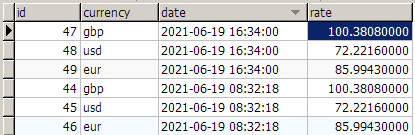 id currency date rate
47 gbp 2021-06-19 16:34:00 100.38080000
48 usd 2021-06-19 16:34:00 72.22160000
49 eur 2021-06-19 16:34:00 85.99430000
44 gbp 2021-06-19 08:32:18 100.38080000
45 usd 2021-06-19 08:32:18 72.22160000
46 eur 2021-06-19 08:32:18 85.99430000